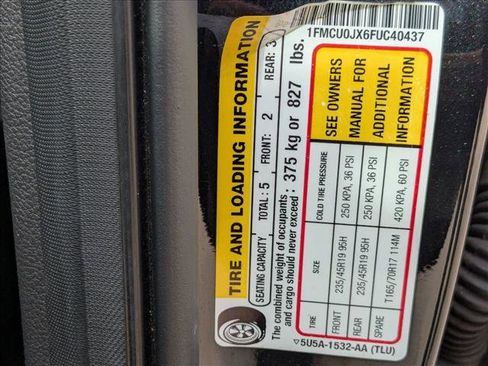 1FMCU0JX6FUC40437
TIRE AND LOADING INFORMATION
SEATING CAPACITY TOTAL: 5 FRONT: 2 REAR: 3
The combined weight of occupants and cargo should never exceed : 375 kg or 827 lbs.
TIRE SIZE COLD TIRE PRESSURE
FRONT 235/45R19 95H 250 KPA, 36 PSI
REAR 235/45R19 95H 250 KPA, 36 PSI
SPARE T165/70R17 114M 420 KPA, 60 PSI
SEE OWNERS
MANUAL FOR
ADDITIONAL
INFORMATION
5U5A-1532-AA (TLU)